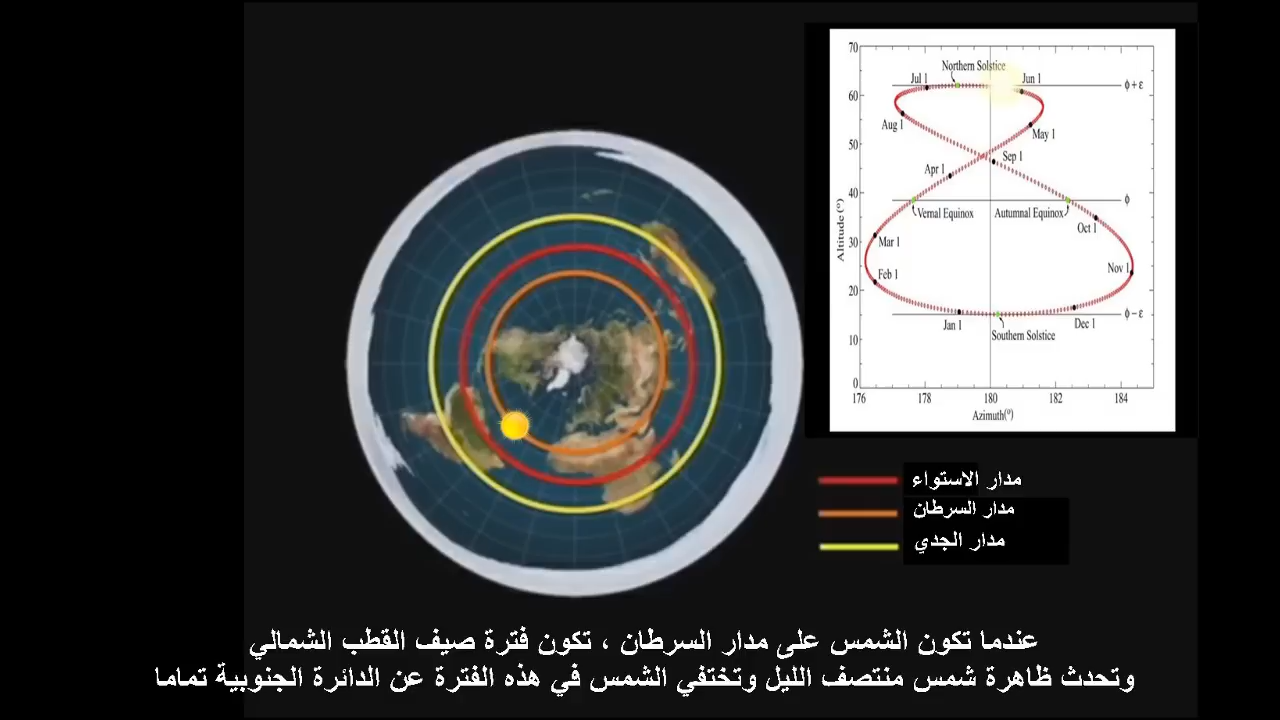 Northern Solstice
Jul 1
Jun 1
ϕ+ε
Aug 1
May 1
Sep 1
Apr 1
ϕ
Vernal Equinox
Autumnal Equinox
Oct 1
Mar 1
Nov 1
Feb 1
Jan 1
Dec 1
ϕ−ε
Southern Solstice
Altitude (°)
70
60
50
40
30
20
10
0
176
178
180
182
184
Azimuth(°)
مدار الاستواء
مدار السرطان
مدار الجدي
عندما تكون الشمس على مدار السرطان ، تكون فترة صيف القطب الشمالي
وتحدث ظاهرة شمس منتصف الليل وتختفي الشمس في هذه الفترة عن الدائرة الجنوبية تماما